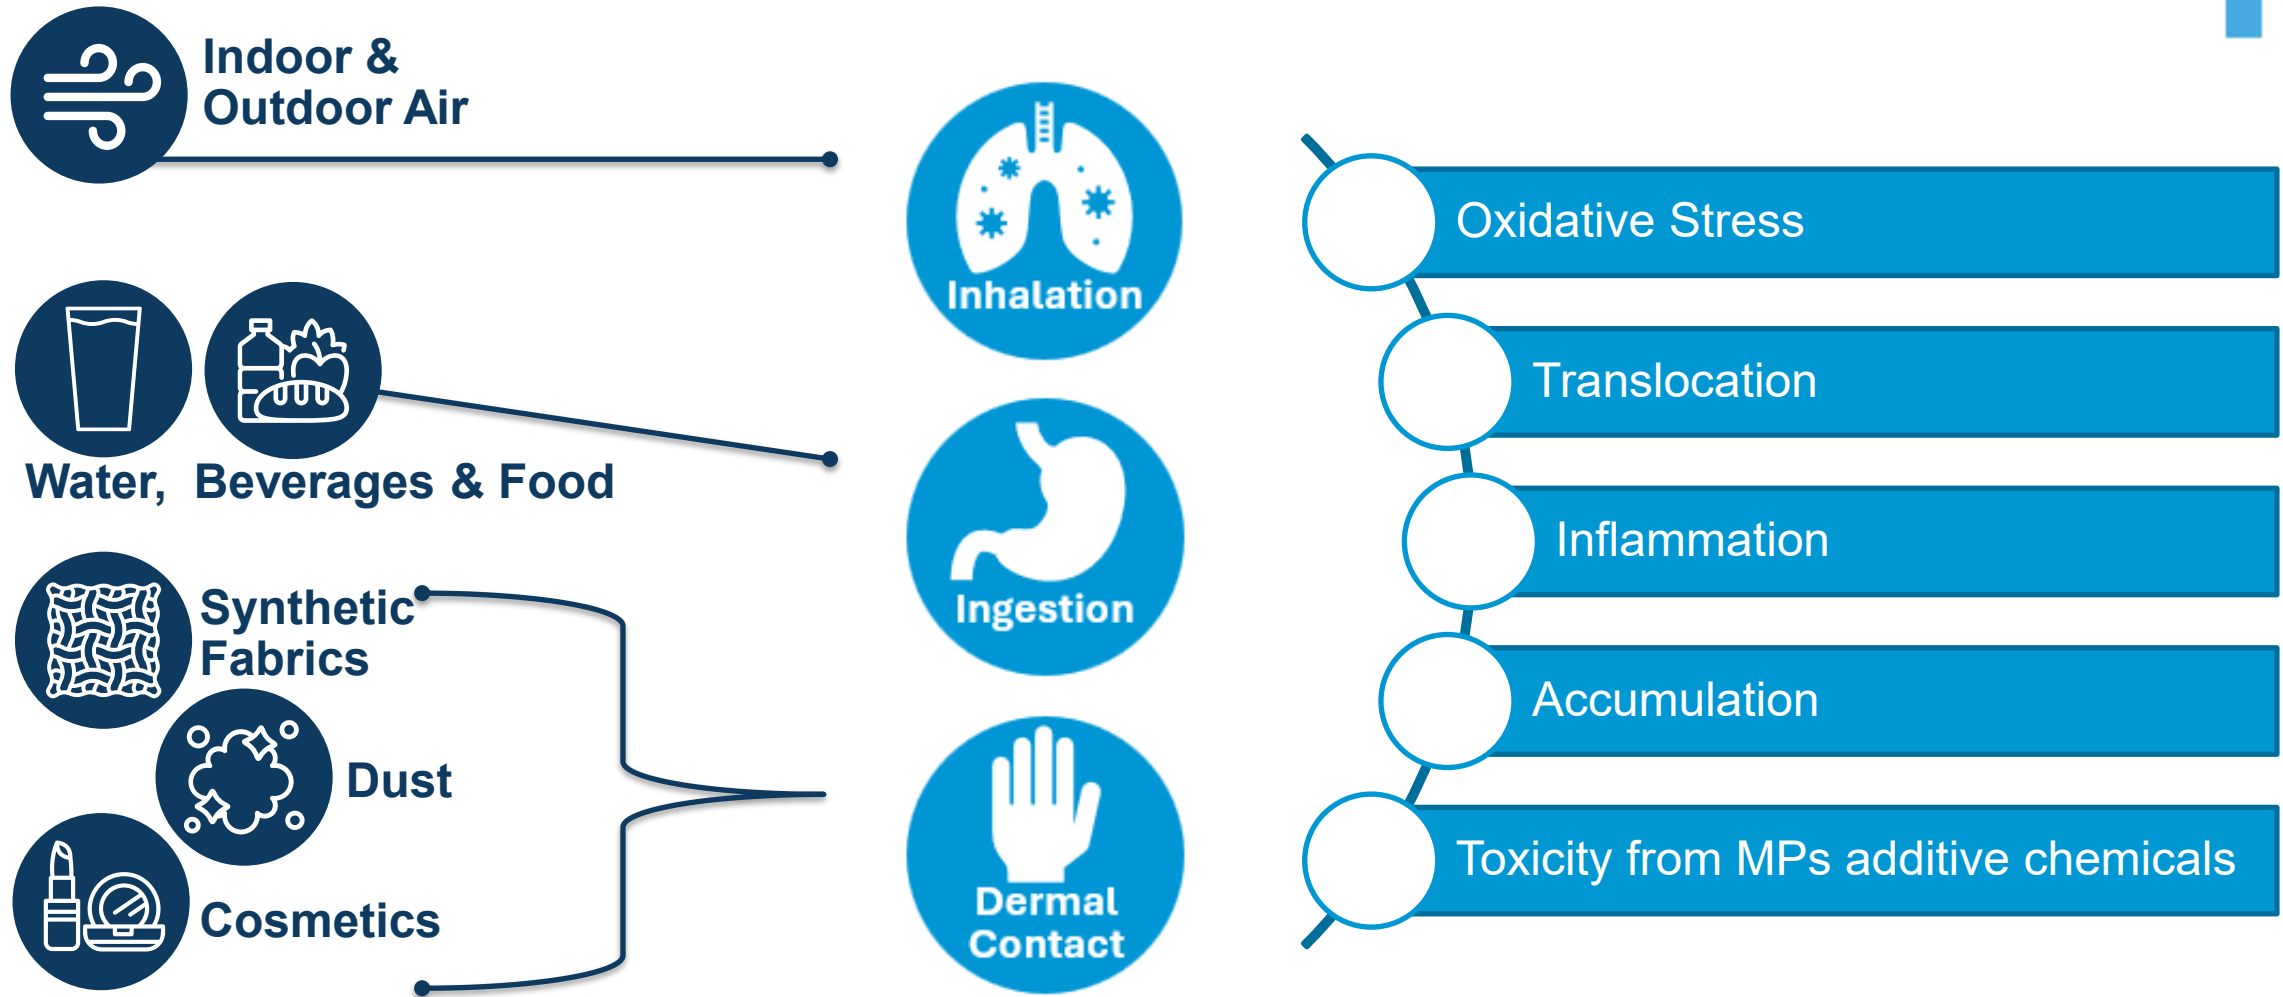 Indoor &
Outdoor Air
Water,  Beverages & Food
Synthetic
Fabrics
Dust
Cosmetics
Inhalation
Ingestion
Dermal
Contact
Oxidative Stress
Translocation
Inflammation
Accumulation
Toxicity from MPs additive chemicals